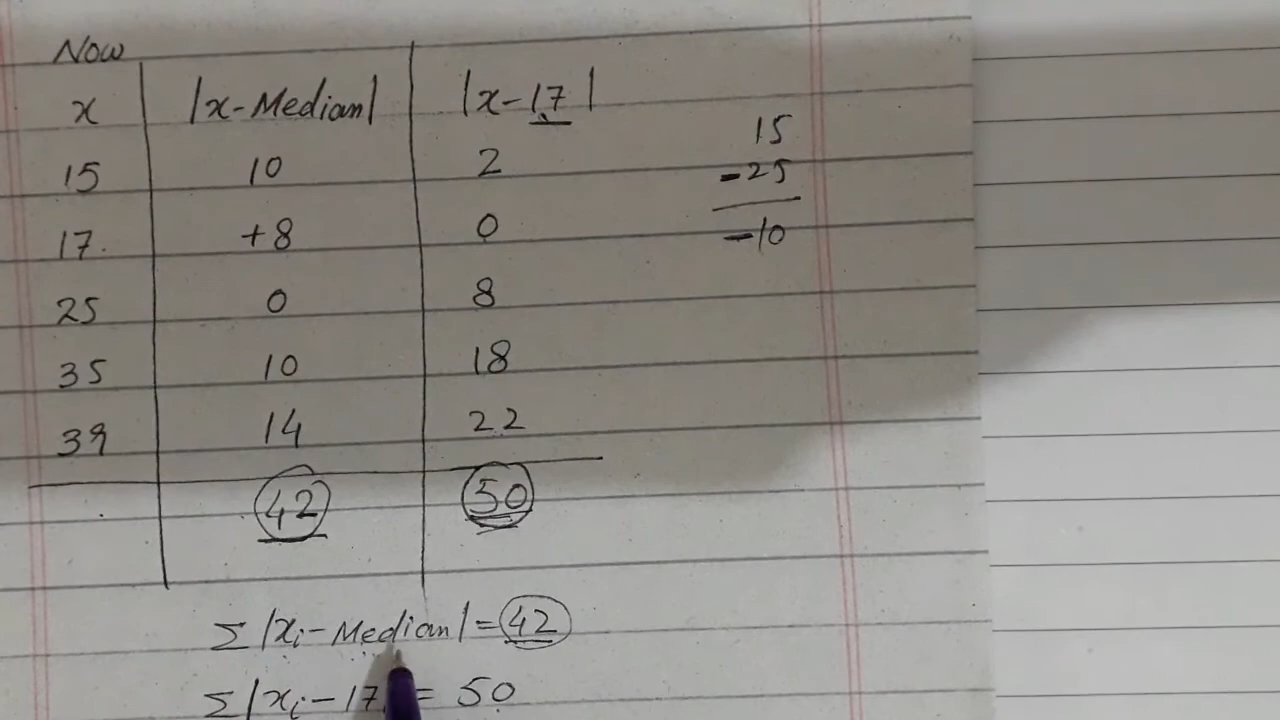 Now
x |x-Median| |x-17|
15 10 2
17. +8 0
25 0 8
35 10 18
39 14 22
42 50
15
-25
-10
Σ|xi-Median| = 42
Σ|xi-17| = 50